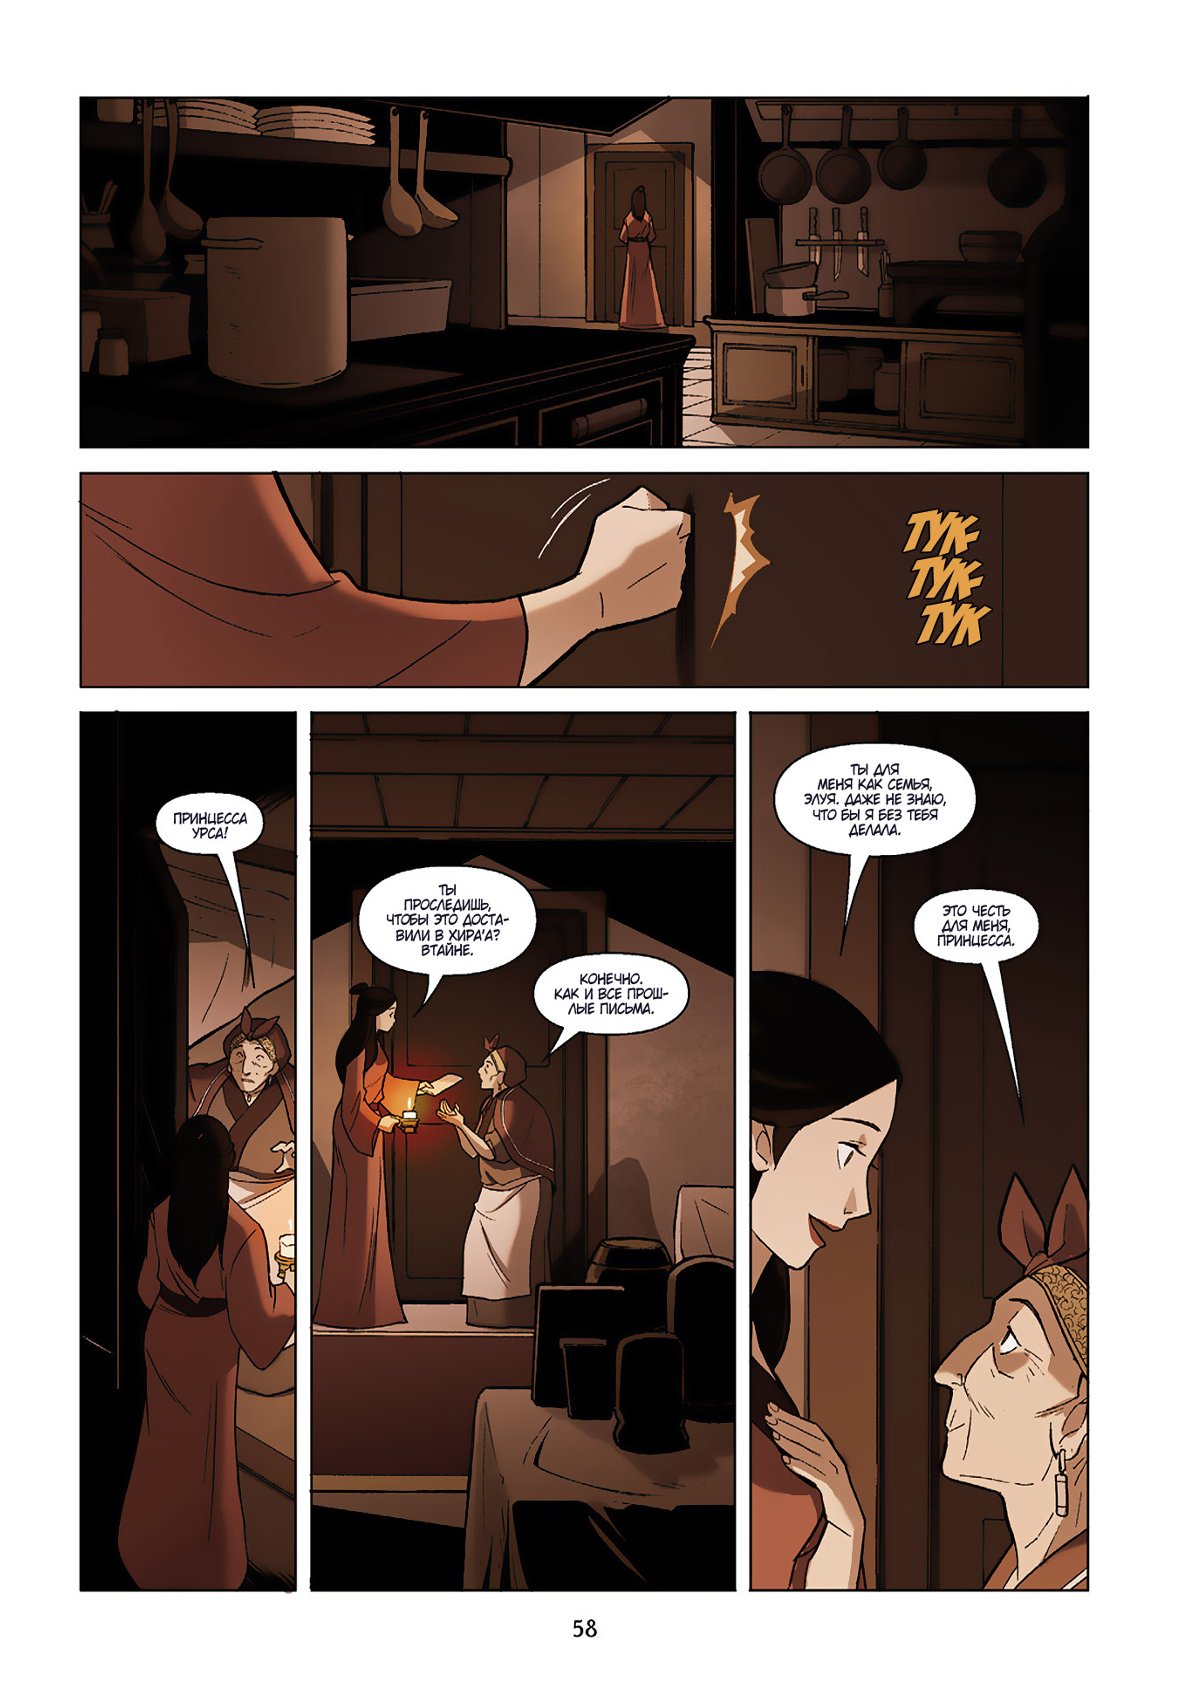 ТУК-
ТУК-
ТУК
ПРИНЦЕССА
УРСА!
ТЫ
ПРОСЛЕДИШЬ,
ЧТОБЫ ЭТО ДОСТА-
ВИЛИ В ХИРА'А?
ВТАЙНЕ.
КОНЕЧНО.
КАК И ВСЕ ПРОШ-
ЛЫЕ ПИСЬМА.
ТЫ ДЛЯ
МЕНЯ КАК СЕМЬЯ,
ЭЛУЯ. ДАЖЕ НЕ ЗНАЮ,
ЧТО БЫ Я БЕЗ ТЕБЯ
ДЕЛАЛА.
ЭТО ЧЕСТЬ
ДЛЯ МЕНЯ,
ПРИНЦЕССА.
58